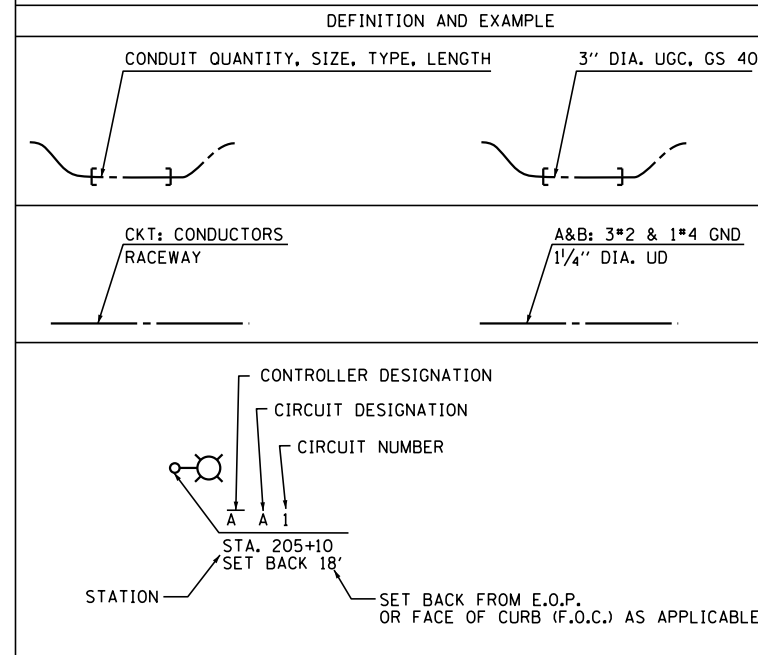 DEFINITION AND EXAMPLE
CONDUIT QUANTITY, SIZE, TYPE, LENGTH
3" DIA. UGC, GS 40
CKT: CONDUCTORS
RACEWAY
A&B: 3#2 & 1#4 GND
1 1/4" DIA. UD
CONTROLLER DESIGNATION
CIRCUIT DESIGNATION
CIRCUIT NUMBER
A A 1
STA. 205+10
SET BACK 18'
STATION
SET BACK FROM E.O.P.
OR FACE OF CURB (F.O.C.) AS APPLICABLE